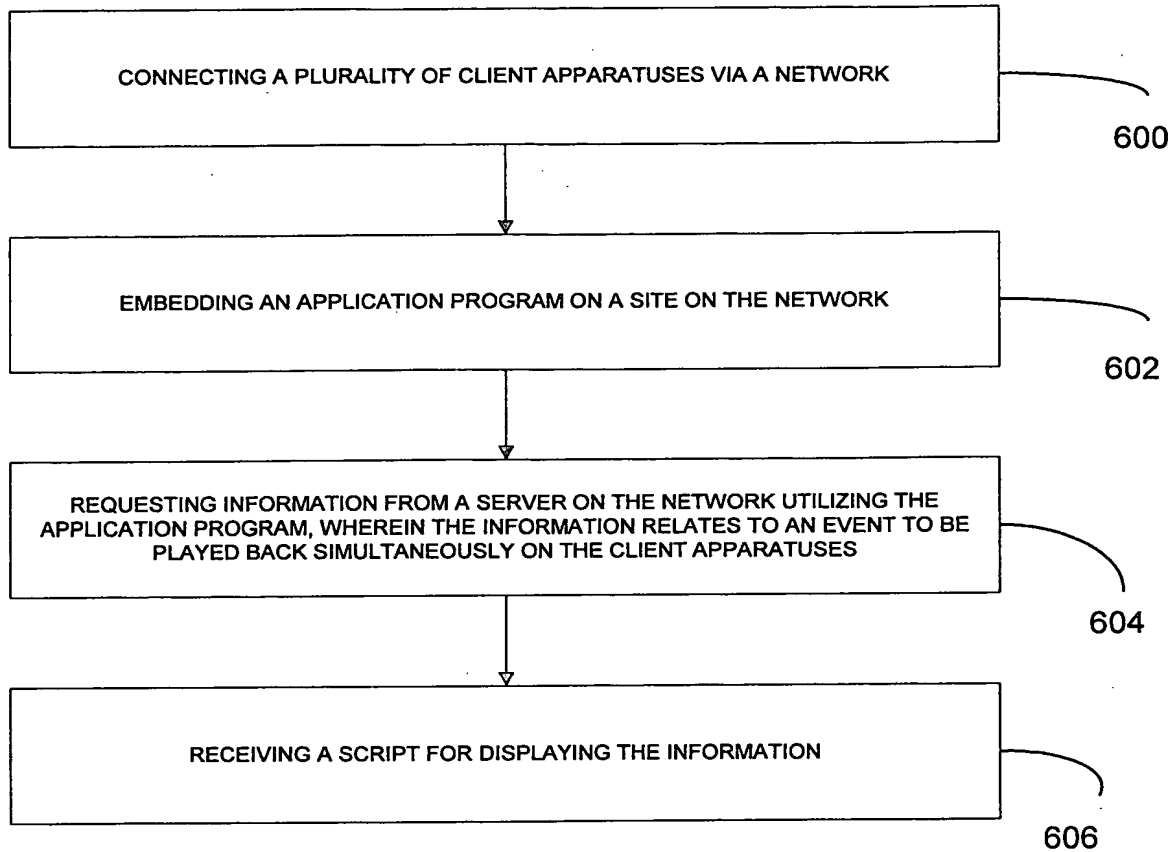 CONNECTING A PLURALITY OF CLIENT APPARATUSES VIA A NETWORK
600
EMBEDDING AN APPLICATION PROGRAM ON A SITE ON THE NETWORK
602
REQUESTING INFORMATION FROM A SERVER ON THE NETWORK UTILIZING THE
APPLICATION PROGRAM, WHEREIN THE INFORMATION RELATES TO AN EVENT TO BE
PLAYED BACK SIMULTANEOUSLY ON THE CLIENT APPARATUSES
604
RECEIVING A SCRIPT FOR DISPLAYING THE INFORMATION
606